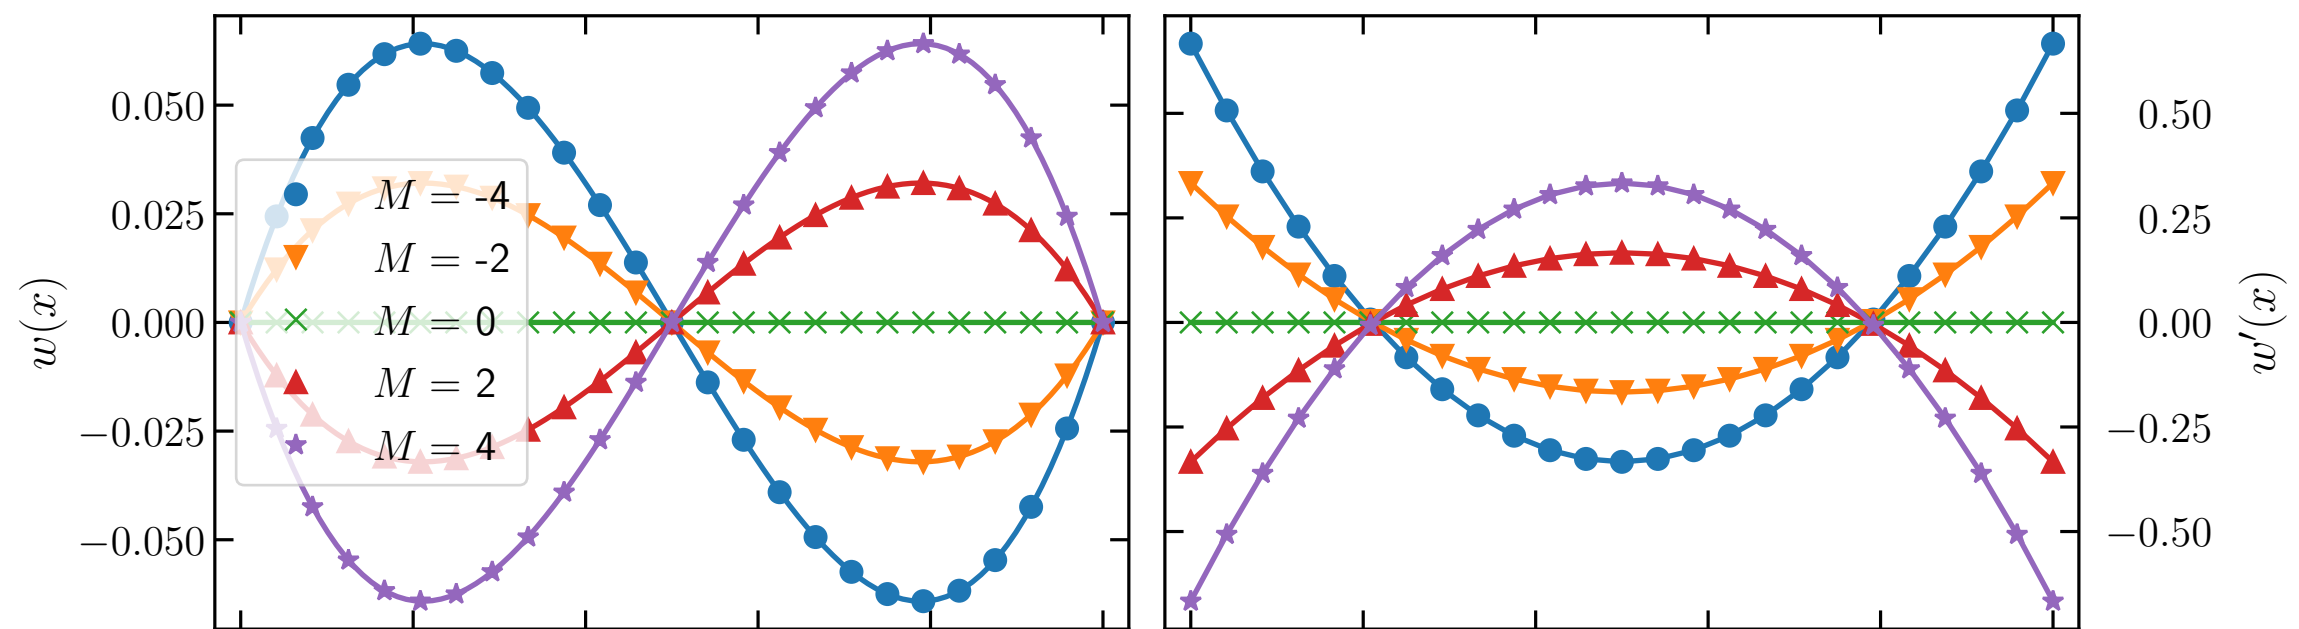 w(x)
0.050
0.025
0.000
−0.025
−0.050
M = -4
M = -2
M = 0
M = 2
M = 4
0.50
0.25
0.00
−0.25
−0.50
w′(x)